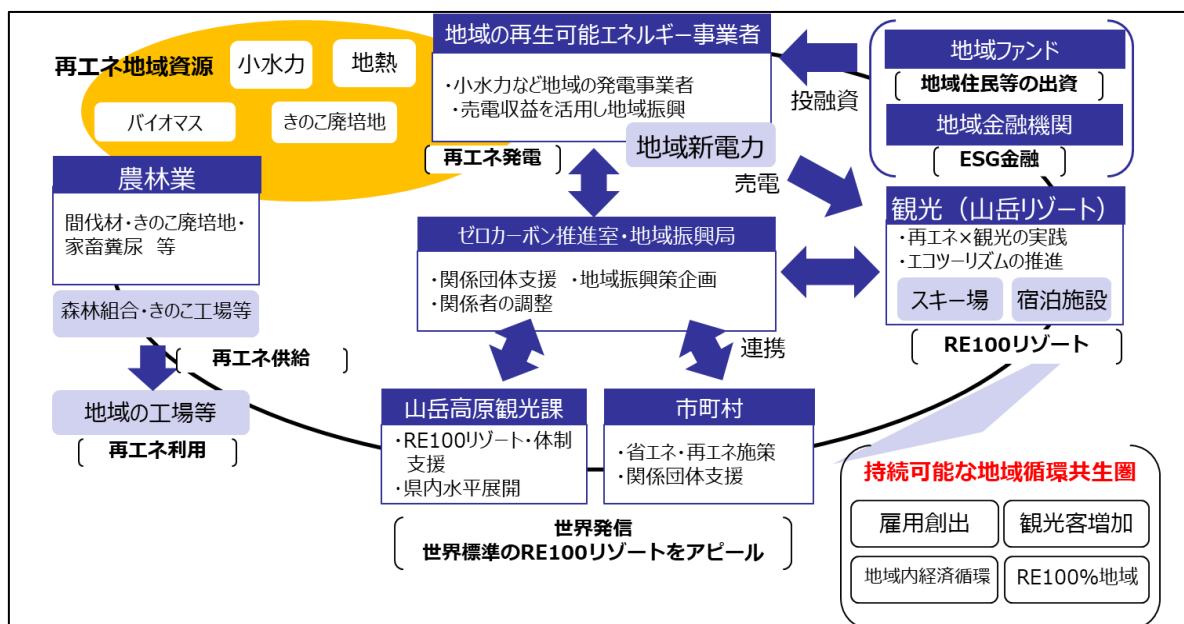 再エネ地域資源
小水力
地熱
バイオマス
きのこ廃培地
地域の再生可能エネルギー事業者
・小水力など地域の発電事業者
・売電収益を活用し地域振興
地域新電力
再エネ発電
投融資
地域ファンド
地域住民等の出資
地域金融機関
ESG金融
売電
農林業
間伐材・きのこ廃培地・
家畜糞尿 等
森林組合・きのこ工場等
再エネ供給
地域の工場等
再エネ利用
ゼロカーボン推進室・地域振興局
・関係団体支援 ・地域振興策企画
・関係者の調整
連携
観光（山岳リゾート）
・再エネ×観光の実践
・エコツーリズムの推進
スキー場
宿泊施設
RE100リゾート
山岳高原観光課
・RE100リゾート・体制
支援
・県内水平展開
市町村
・省エネ・再エネ施策
・関係団体支援
世界発信
世界標準のRE100リゾートをアピール
持続可能な地域循環共生圏
雇用創出
観光客増加
地域内経済循環
RE100%地域